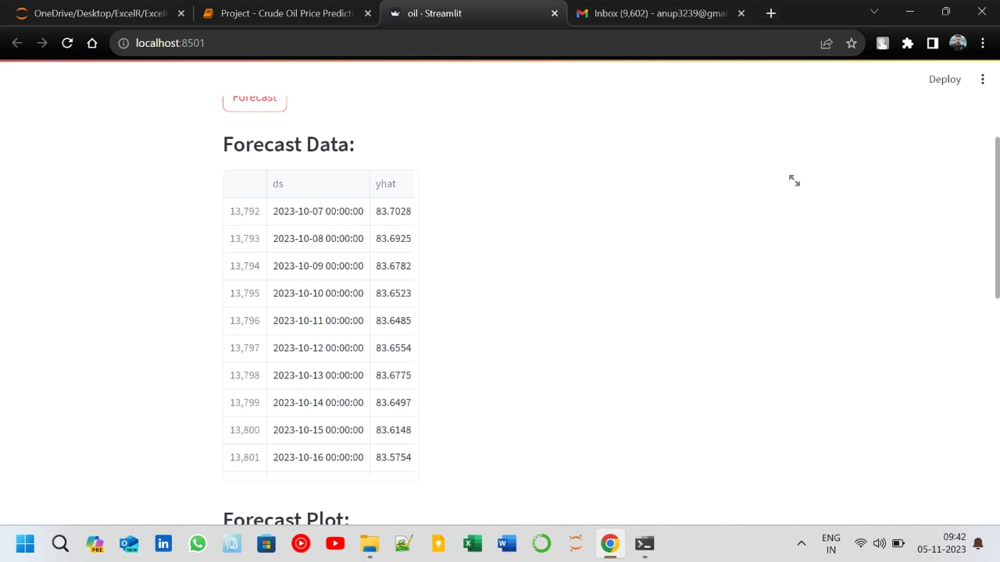 OneDrive/Desktop/ExcelR/Excell
Project - Crude Oil Price Predicti
oil · Streamlit
Inbox (9,602) - anup3239@gmai
localhost:8501
Deploy
Forecast
Forecast Data:
ds yhat
13,792 2023-10-07 00:00:00 83.7028
13,793 2023-10-08 00:00:00 83.6925
13,794 2023-10-09 00:00:00 83.6782
13,795 2023-10-10 00:00:00 83.6523
13,796 2023-10-11 00:00:00 83.6485
13,797 2023-10-12 00:00:00 83.6554
13,798 2023-10-13 00:00:00 83.6775
13,799 2023-10-14 00:00:00 83.6497
13,800 2023-10-15 00:00:00 83.6148
13,801 2023-10-16 00:00:00 83.5754
Forecast Plot:
PRE
NEW
ENG
IN
09:42
05-11-2023